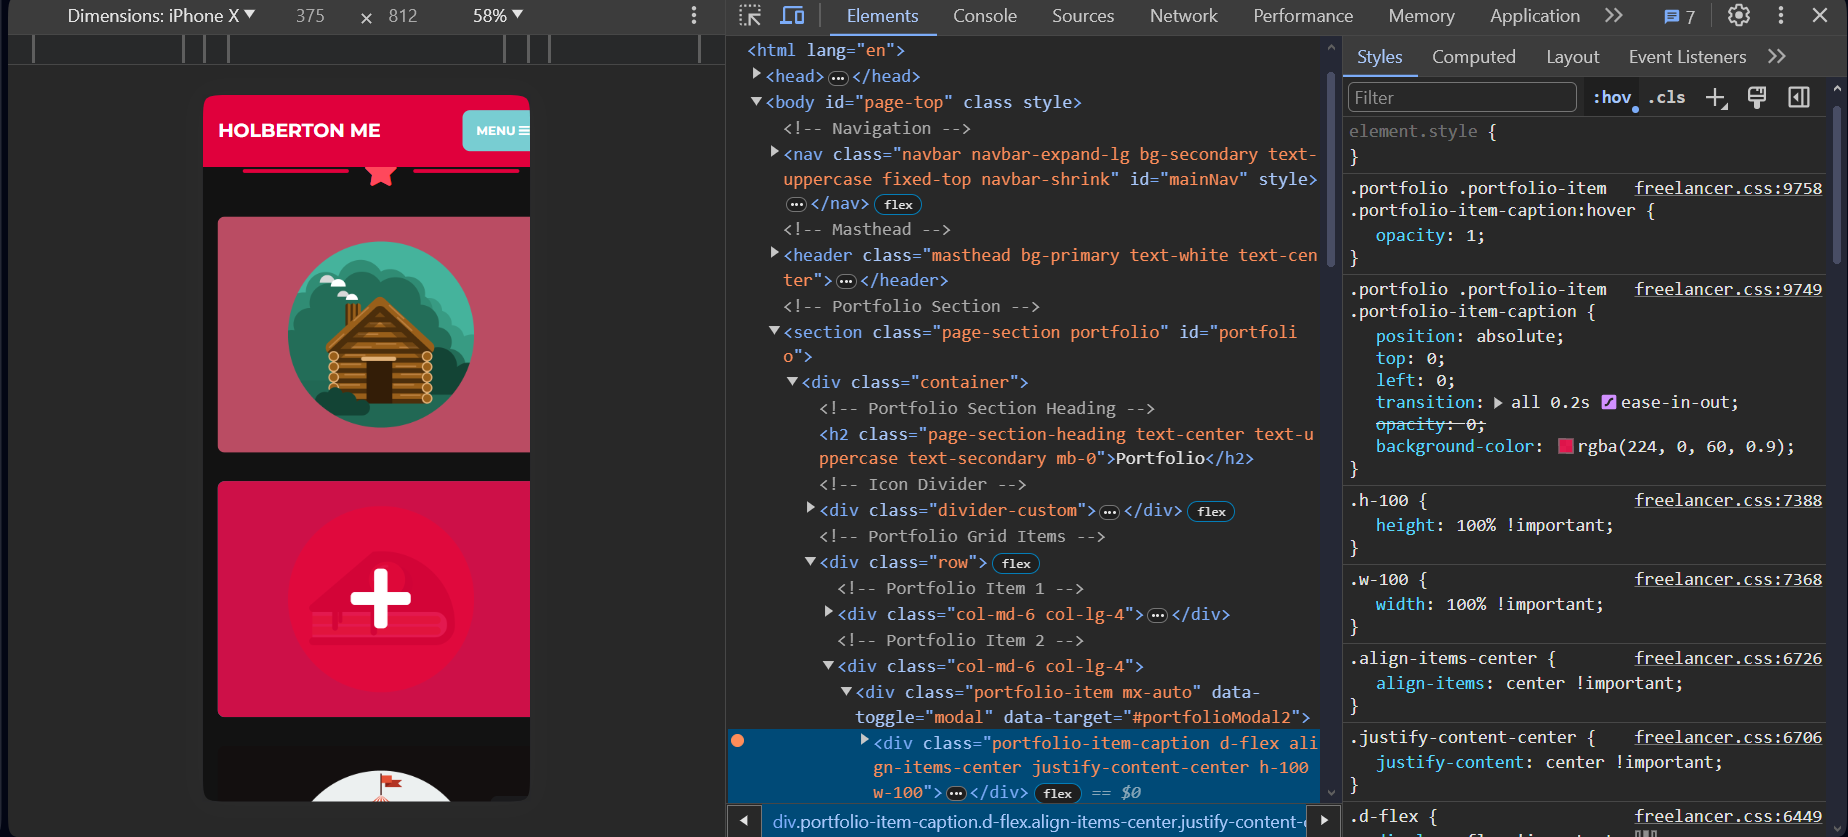 Dimensions: iPhone X ▼ 375 × 812 58% ▼
HOLBERTON ME
MENU
Elements Console Sources Network Performance Memory Application 7
<html lang="en">
<head> ••• </head>
<body id="page-top" class style>
<!-- Navigation -->
<nav class="navbar navbar-expand-lg bg-secondary text-
uppercase fixed-top navbar-shrink" id="mainNav" style>
••• </nav> flex
<!-- Masthead -->
<header class="masthead bg-primary text-white text-cen
ter"> ••• </header>
<!-- Portfolio Section -->
<section class="page-section portfolio" id="portfoli
o">
<div class="container">
<!-- Portfolio Section Heading -->
<h2 class="page-section-heading text-center text-u
ppercase text-secondary mb-0">Portfolio</h2>
<!-- Icon Divider -->
<div class="divider-custom"> ••• </div> flex
<!-- Portfolio Grid Items -->
<div class="row"> flex
<!-- Portfolio Item 1 -->
<div class="col-md-6 col-lg-4"> ••• </div>
<!-- Portfolio Item 2 -->
<div class="col-md-6 col-lg-4">
<div class="portfolio-item mx-auto" data-
toggle="modal" data-target="#portfolioModal2">
<div class="portfolio-item-caption d-flex ali
gn-items-center justify-content-center h-100
w-100"> ••• </div> flex == $0
div.portfolio-item-caption.d-flex.align-items-center.justify-content-
Styles Computed Layout Event Listeners
Filter :hov .cls
element.style {
}
.portfolio .portfolio-item freelancer.css:9758
.portfolio-item-caption:hover {
opacity: 1;
}
.portfolio .portfolio-item freelancer.css:9749
.portfolio-item-caption {
position: absolute;
top: 0;
left: 0;
transition: all 0.2s ease-in-out;
opacity: 0;
background-color: rgba(224, 0, 60, 0.9);
}
.h-100 { freelancer.css:7388
height: 100% !important;
}
.w-100 { freelancer.css:7368
width: 100% !important;
}
.align-items-center { freelancer.css:6726
align-items: center !important;
}
.justify-content-center { freelancer.css:6706
justify-content: center !important;
}
.d-flex { freelancer.css:6449